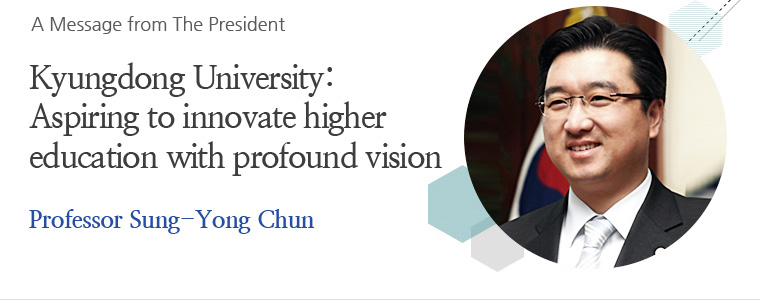 A Message from The President
Kyungdong University:
Aspiring to innovate higher
education with profound vision
Professor Sung-Yong Chun